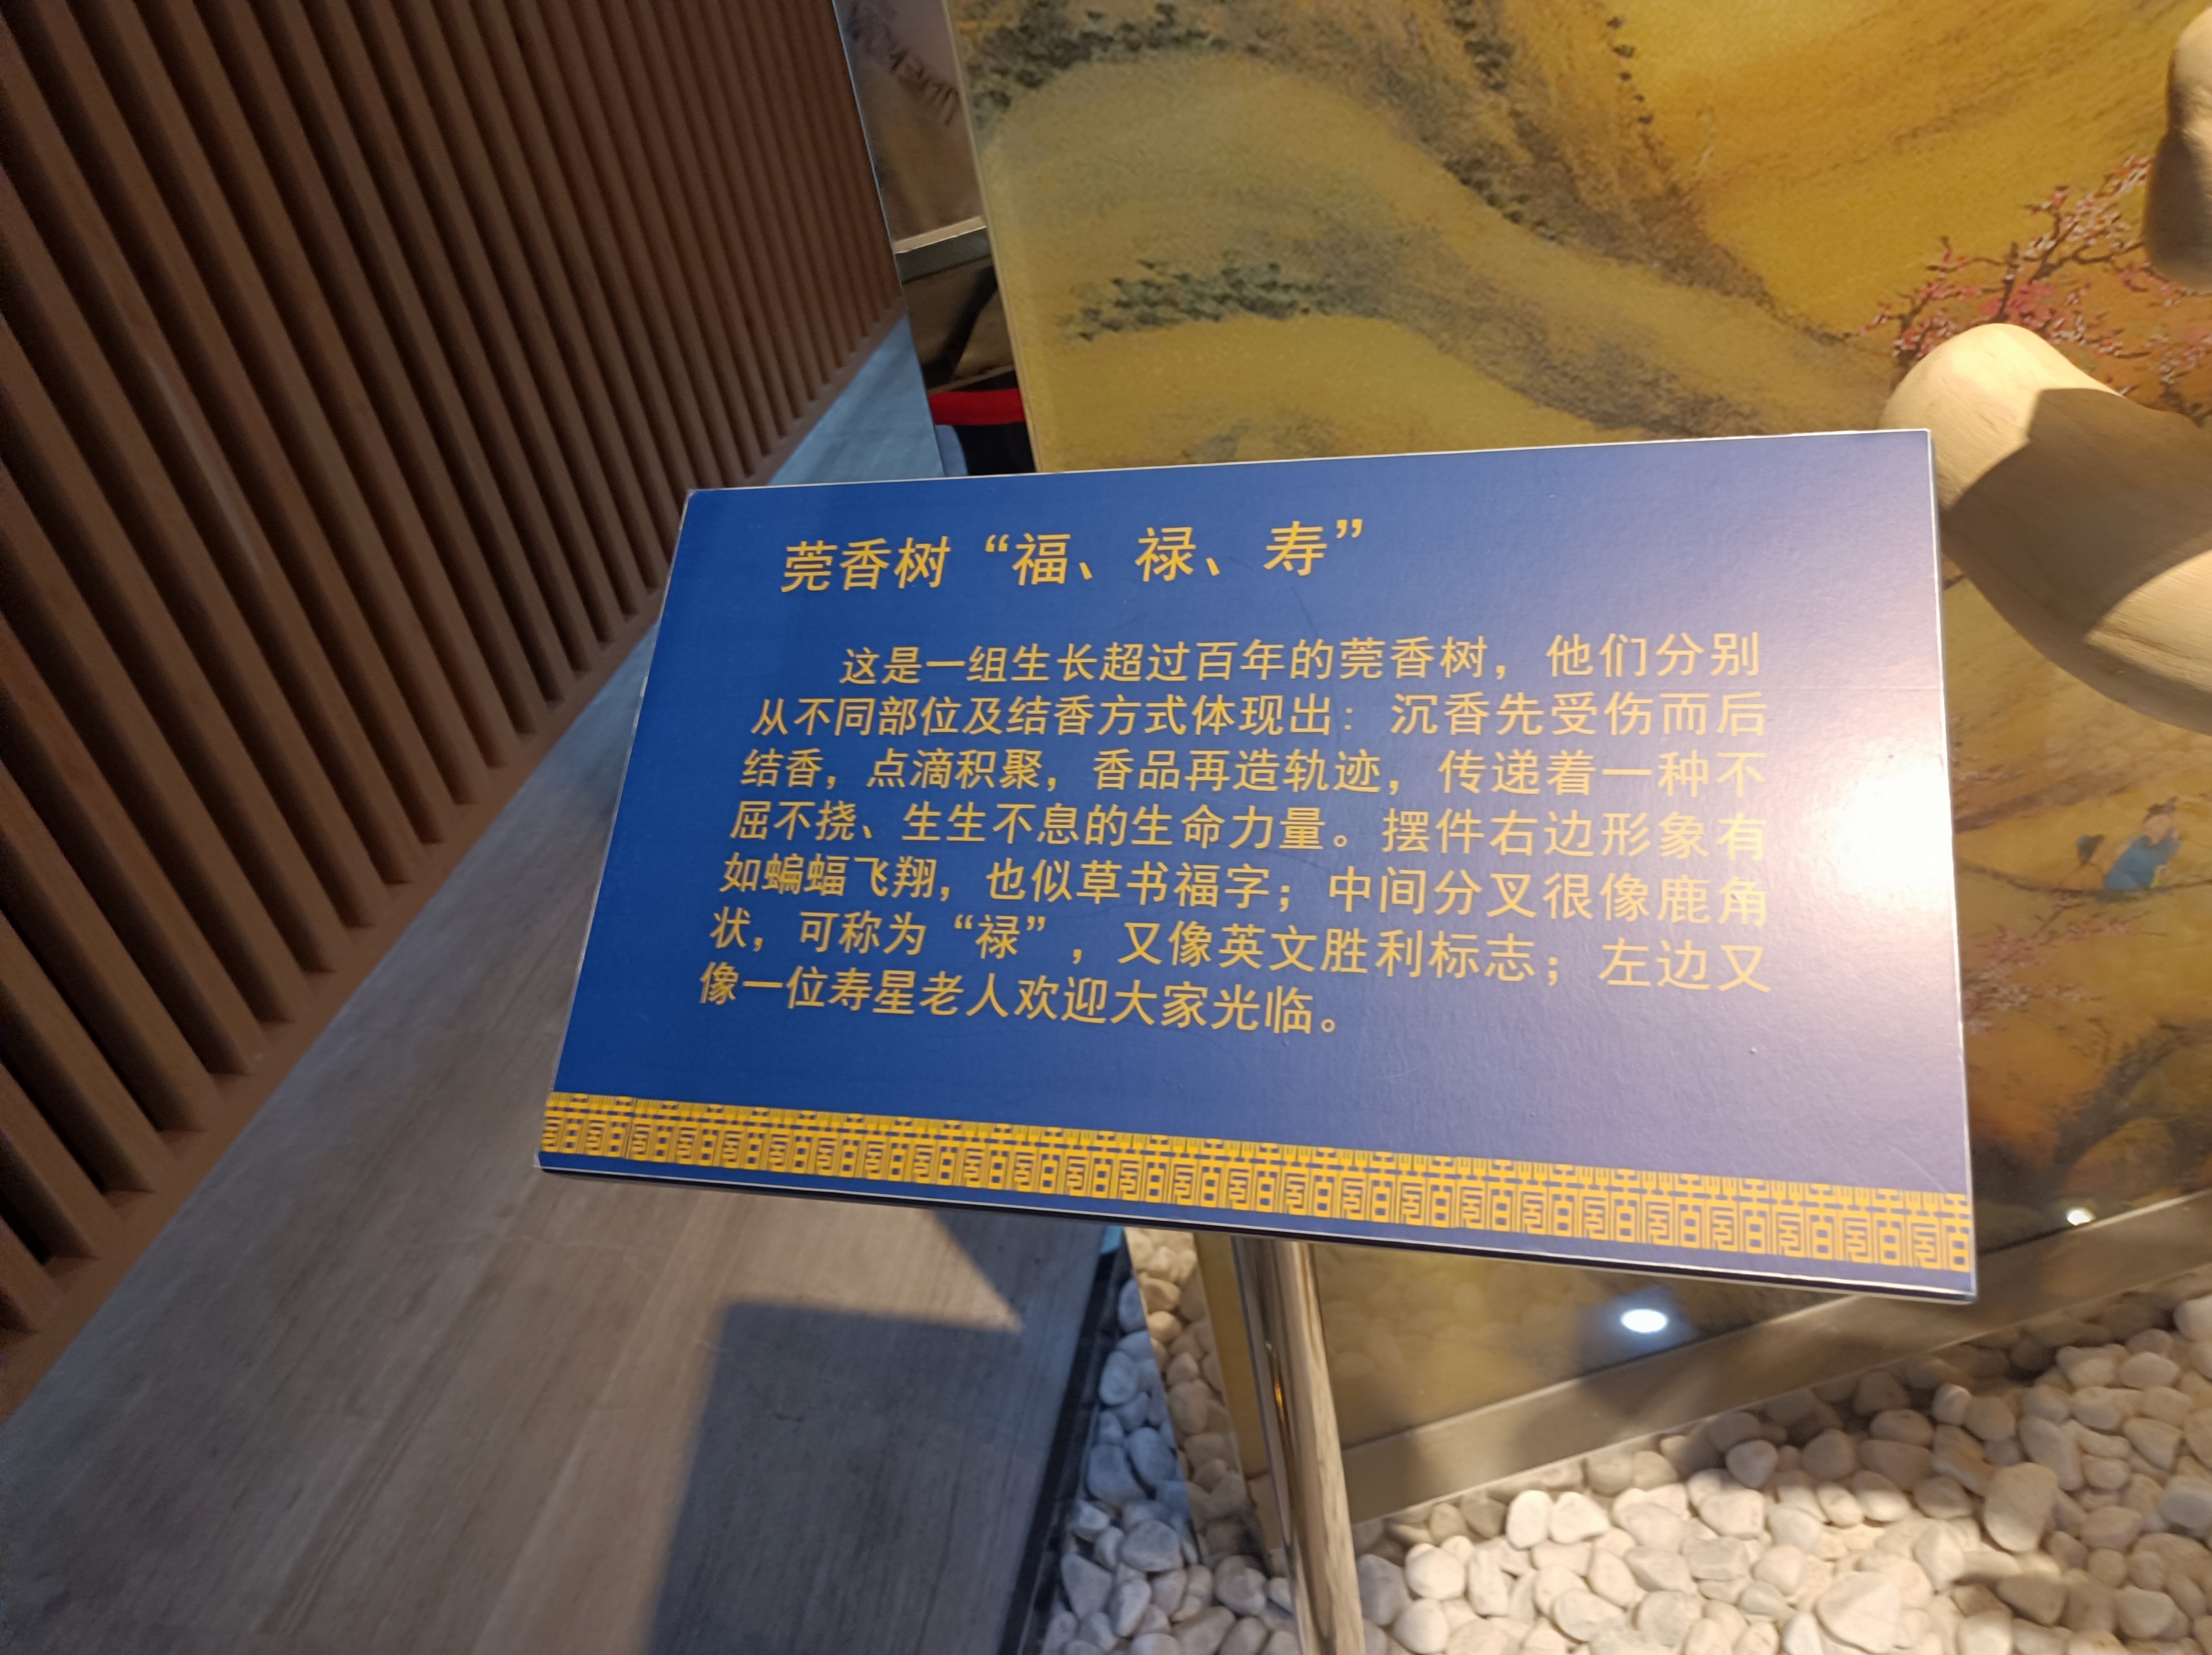 莞香树“福、禄、寿”
这是一组生长超过百年的莞香树，他们分别
从不同部位及结香方式体现出：沉香先受伤而后
结香，点滴积聚，香品再造轨迹，传递着一种不
屈不挠、生生不息的生命力量。摆件右边形象有
如蝙蝠飞翔，也似草书福字；中间分叉很像鹿角
状，可称为“禄”，又像英文胜利标志；左边又
像一位寿星老人欢迎大家光临。